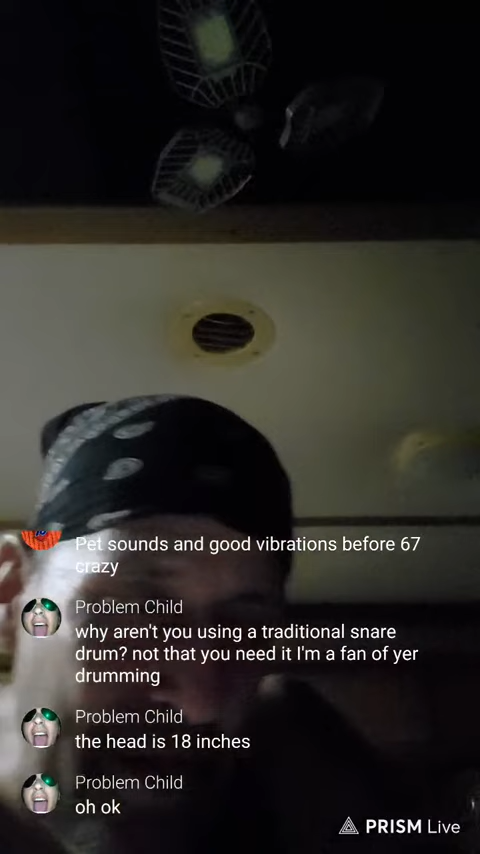 Pet sounds and good vibrations before 67
crazy
Problem Child
why aren't you using a traditional snare
drum? not that you need it I'm a fan of yer
drumming
Problem Child
the head is 18 inches
Problem Child
oh ok
PRISM Live